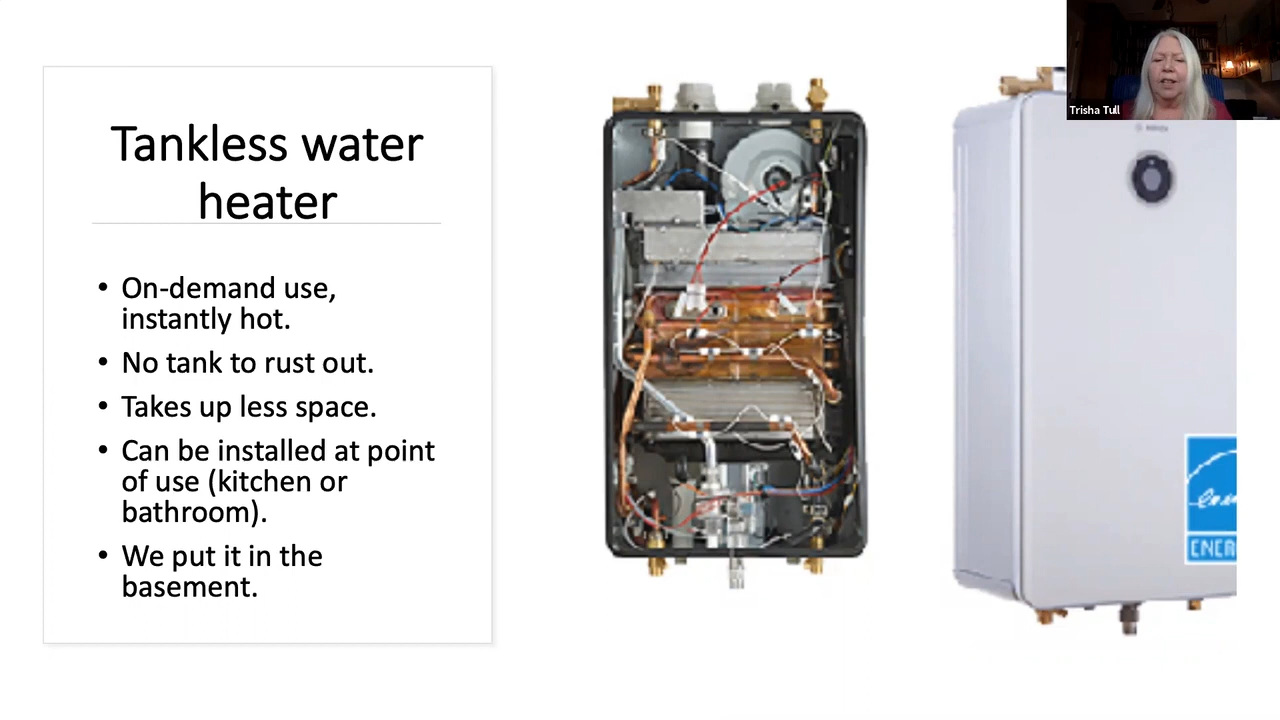 Trisha Tull
Tankless water
heater
• On-demand use,
instantly hot.
• No tank to rust out.
• Takes up less space.
• Can be installed at point
of use (kitchen or
bathroom).
• We put it in the
basement.
ENER